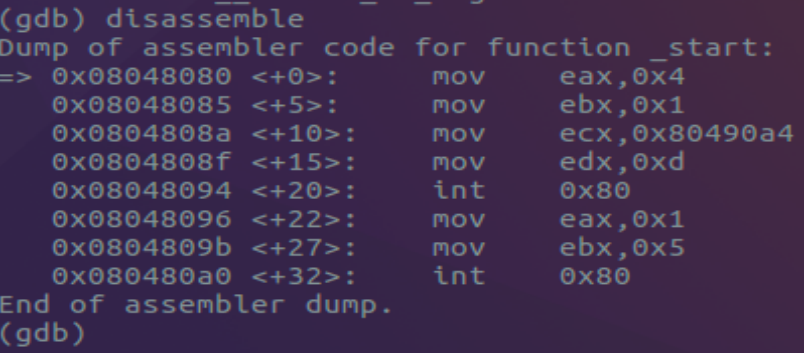 (gdb) disassemble
Dump of assembler code for function _start:
=> 0x08048080 <+0>:     mov    eax,0x4
   0x08048085 <+5>:     mov    ebx,0x1
   0x0804808a <+10>:    mov    ecx,0x80490a4
   0x0804808f <+15>:    mov    edx,0xd
   0x08048094 <+20>:    int    0x80
   0x08048096 <+22>:    mov    eax,0x1
   0x0804809b <+27>:    mov    ebx,0x5
   0x080480a0 <+32>:    int    0x80
End of assembler dump.
(gdb)